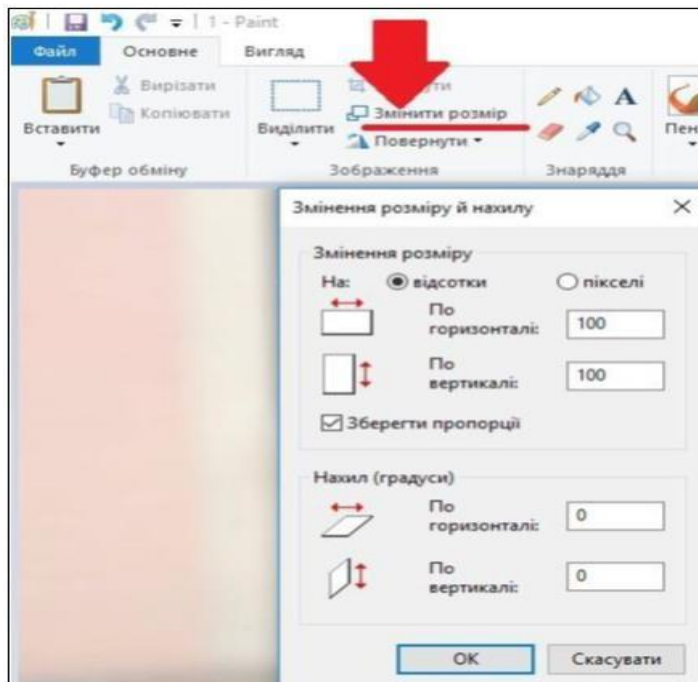 1 - Paint
Файл Основне Вигляд
Вирізати
Копіювати
Вставити
Змінити розмір
Виділити
Повернути
Пен
Буфер обміну Зображення Знаряддя
Змінення розміру й нахилу
Змінення розміру
На: відсотки пікселі
По горизонталі: 100
По вертикалі: 100
Зберегти пропорції
Нахил (градуси)
По горизонталі: 0
По вертикалі: 0
ОК Скасувати